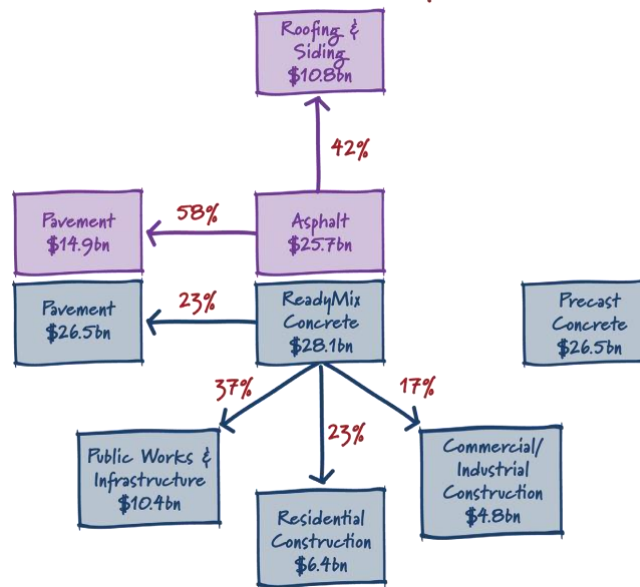 Roofing &
Siding
$10.8bn
42%
Pavement
$14.9bn
58%
Asphalt
$25.7bn
Pavement
$26.5bn
23%
ReadyMix
Concrete
$28.1bn
Precast
Concrete
$26.5bn
37%
23%
17%
Public Works &
Infrastructure
$10.4bn
Residential
Construction
$6.4bn
Commercial/
Industrial
Construction
$4.8bn